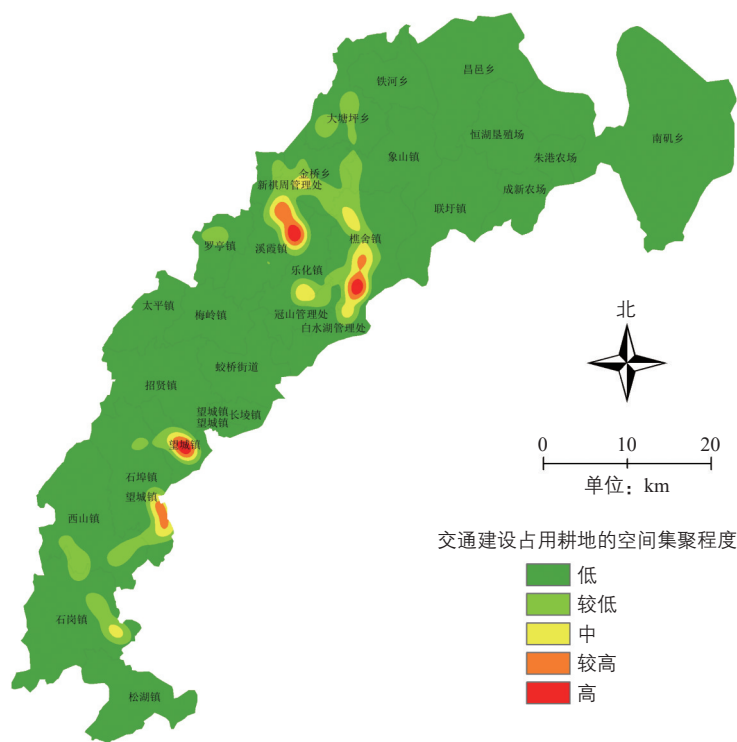 昌邑乡
铁河乡
大塘坪乡
恒湖垦殖场
南矶乡
象山镇
朱港农场
金桥乡
新祺周管理处
成新农场
联圩镇
樵舍镇
罗亭镇
溪霞镇
乐化镇
太平镇
梅岭镇
冠山管理处
白水湖管理处
北
蛟桥街道
招贤镇
望城镇
长堎镇
望城镇
望城镇
0 10 20
单位：km
石埠镇
望城镇
西山镇
交通建设占用耕地的空间集聚程度
低
较低
中
较高
高
石岗镇
松湖镇